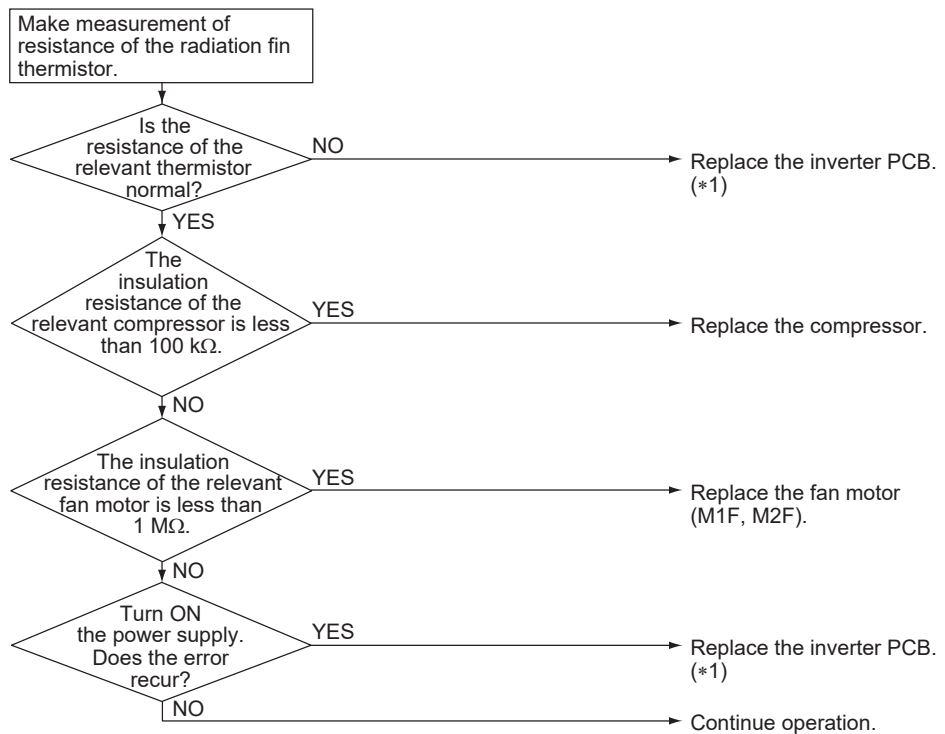 Make measurement of
resistance of the radiation fin
thermistor.
Is the
resistance of the
relevant thermistor
normal?
NO
Replace the inverter PCB.
(∗1)
YES
The
insulation
resistance of the
relevant compressor is less
than 100 kΩ.
YES
Replace the compressor.
NO
The insulation
resistance of the relevant
fan motor is less than
1 MΩ.
YES
Replace the fan motor
(M1F, M2F).
NO
Turn ON
the power supply.
Does the error
recur?
YES
Replace the inverter PCB.
(∗1)
NO
Continue operation.